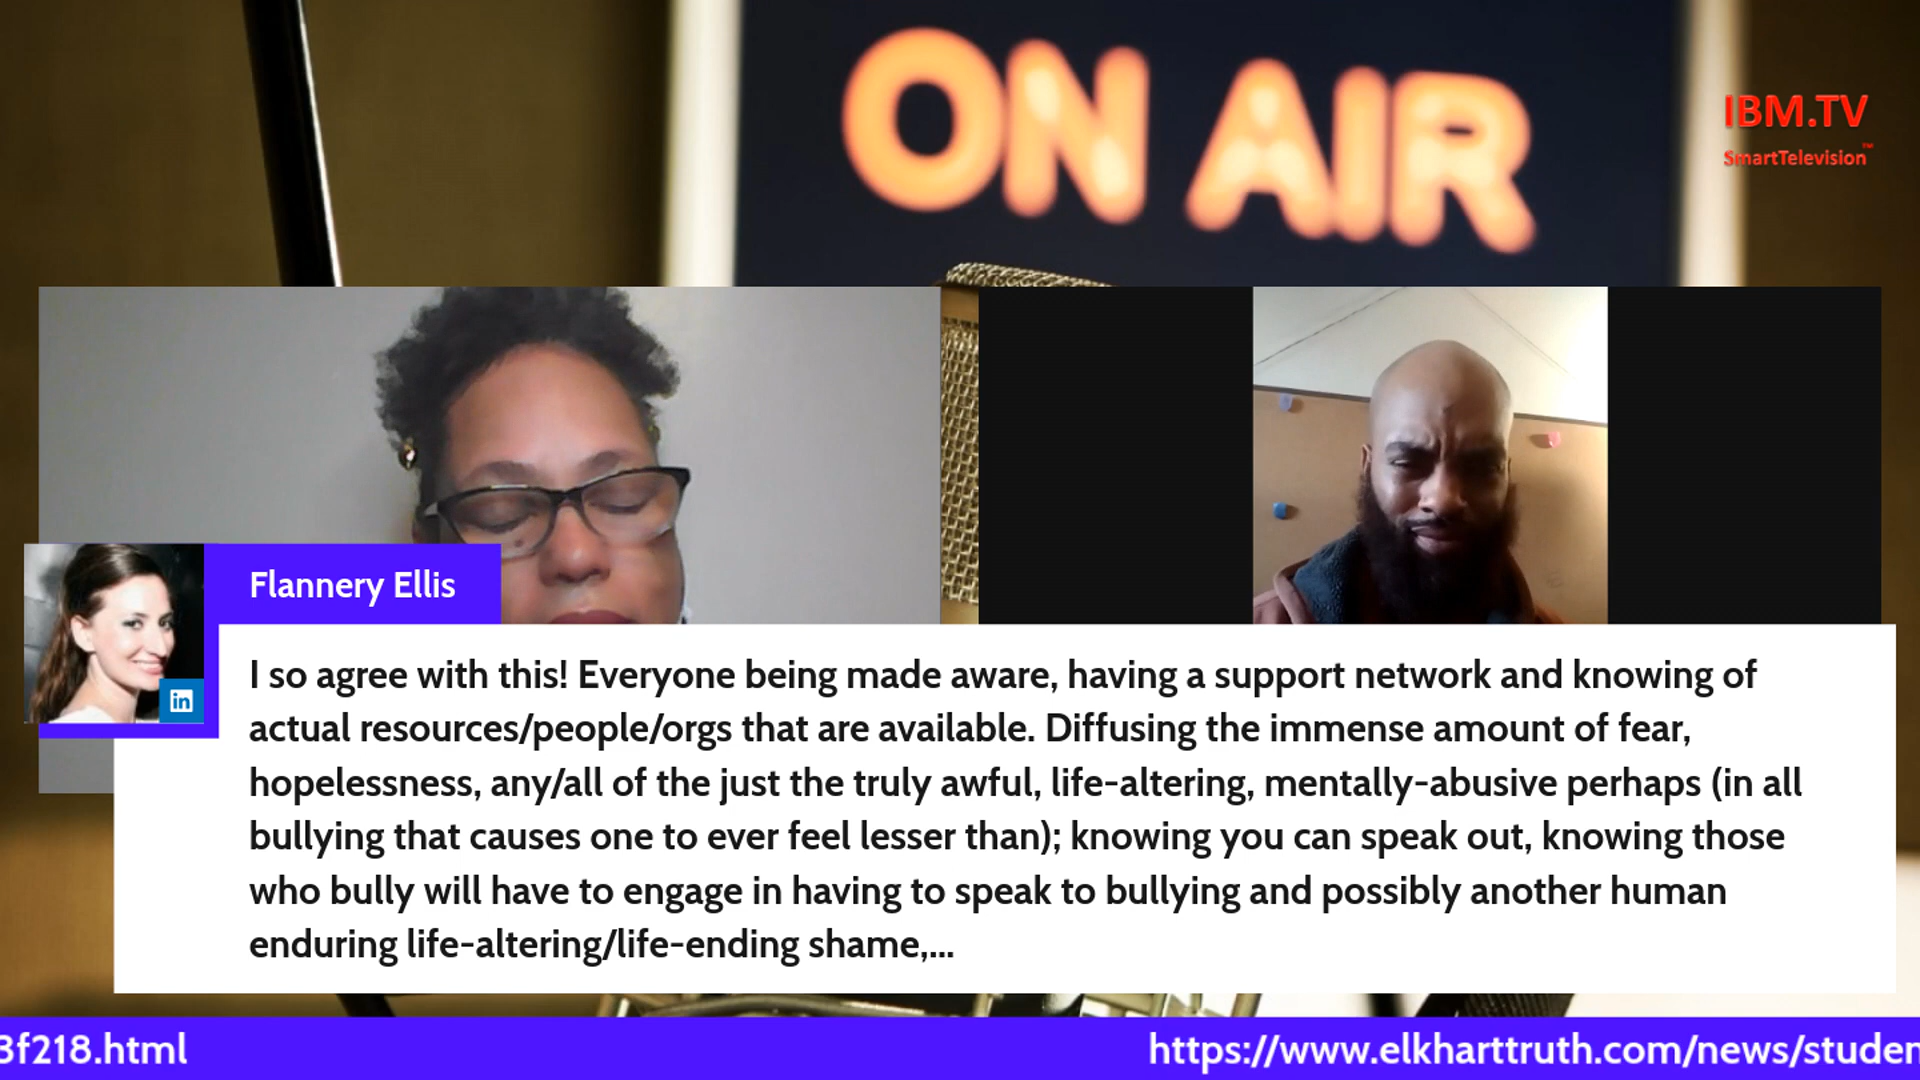 ON AIR
IBM.TV
SmartTelevision™
Flannery Ellis
in
I so agree with this! Everyone being made aware, having a support network and knowing of
actual resources/people/orgs that are available. Diffusing the immense amount of fear,
hopelessness, any/all of the just the truly awful, life-altering, mentally-abusive perhaps (in all
bullying that causes one to ever feel lesser than); knowing you can speak out, knowing those
who bully will have to engage in having to speak to bullying and possibly another human
enduring life-altering/life-ending shame,...
3f218.html https://www.elkharttruth.com/news/studen